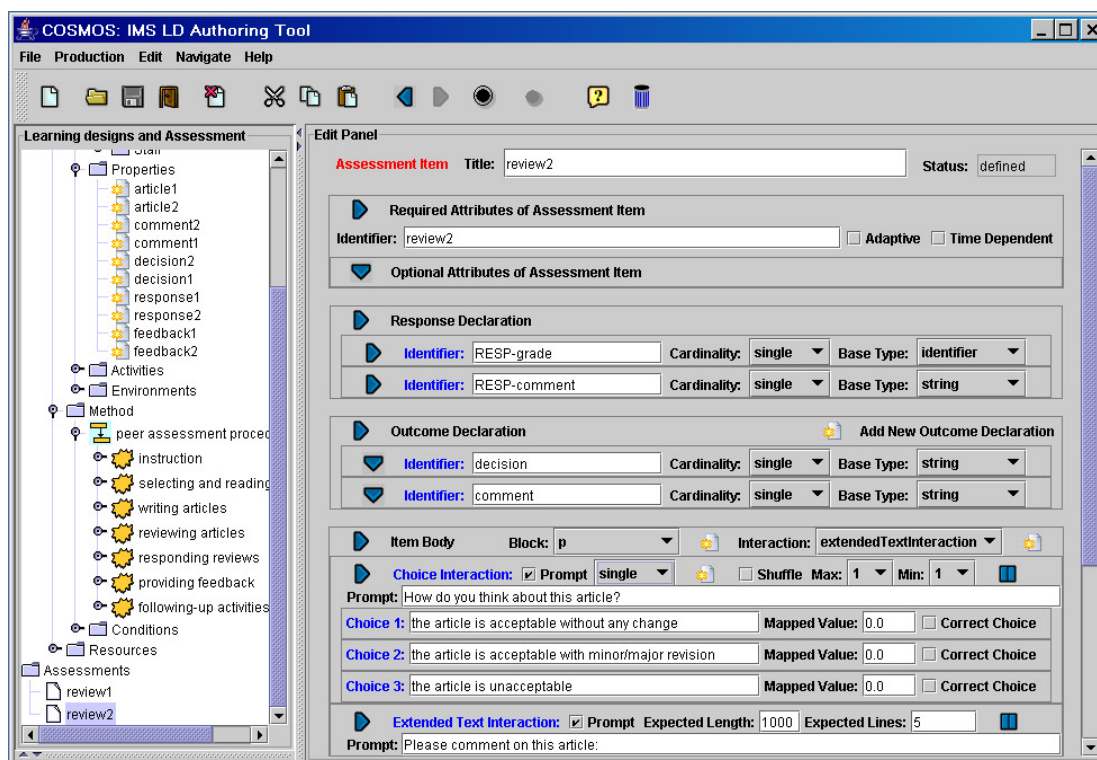 COSMOS: IMS LD Authoring Tool
File Production Edit Navigate Help
Learning designs and Assessment
Staff
Properties
article1
article2
comment2
comment1
decision2
decision1
response1
response2
feedback1
feedback2
Activities
Environments
Method
peer assessment proced
instruction
selecting and reading
writing articles
reviewing articles
responding reviews
providing feedback
following-up activities
Conditions
Resources
Assessments
review1
review2
Edit Panel
Assessment Item Title: review2 Status: defined
Required Attributes of Assessment Item
Identifier: review2 Adaptive Time Dependent
Optional Attributes of Assessment Item
Response Declaration
Identifier: RESP-grade Cardinality: single Base Type: identifier
Identifier: RESP-comment Cardinality: single Base Type: string
Outcome Declaration Add New Outcome Declaration
Identifier: decision Cardinality: single Base Type: string
Identifier: comment Cardinality: single Base Type: string
Item Body Block: p Interaction: extendedTextInteraction
Choice Interaction: Prompt single Shuffle Max: 1 Min: 1
Prompt: How do you think about this article?
Choice 1: the article is acceptable without any change Mapped Value: 0.0 Correct Choice
Choice 2: the article is acceptable with minor/major revision Mapped Value: 0.0 Correct Choice
Choice 3: the article is unacceptable Mapped Value: 0.0 Correct Choice
Extended Text Interaction: Prompt Expected Length: 1000 Expected Lines: 5
Prompt: Please comment on this article: